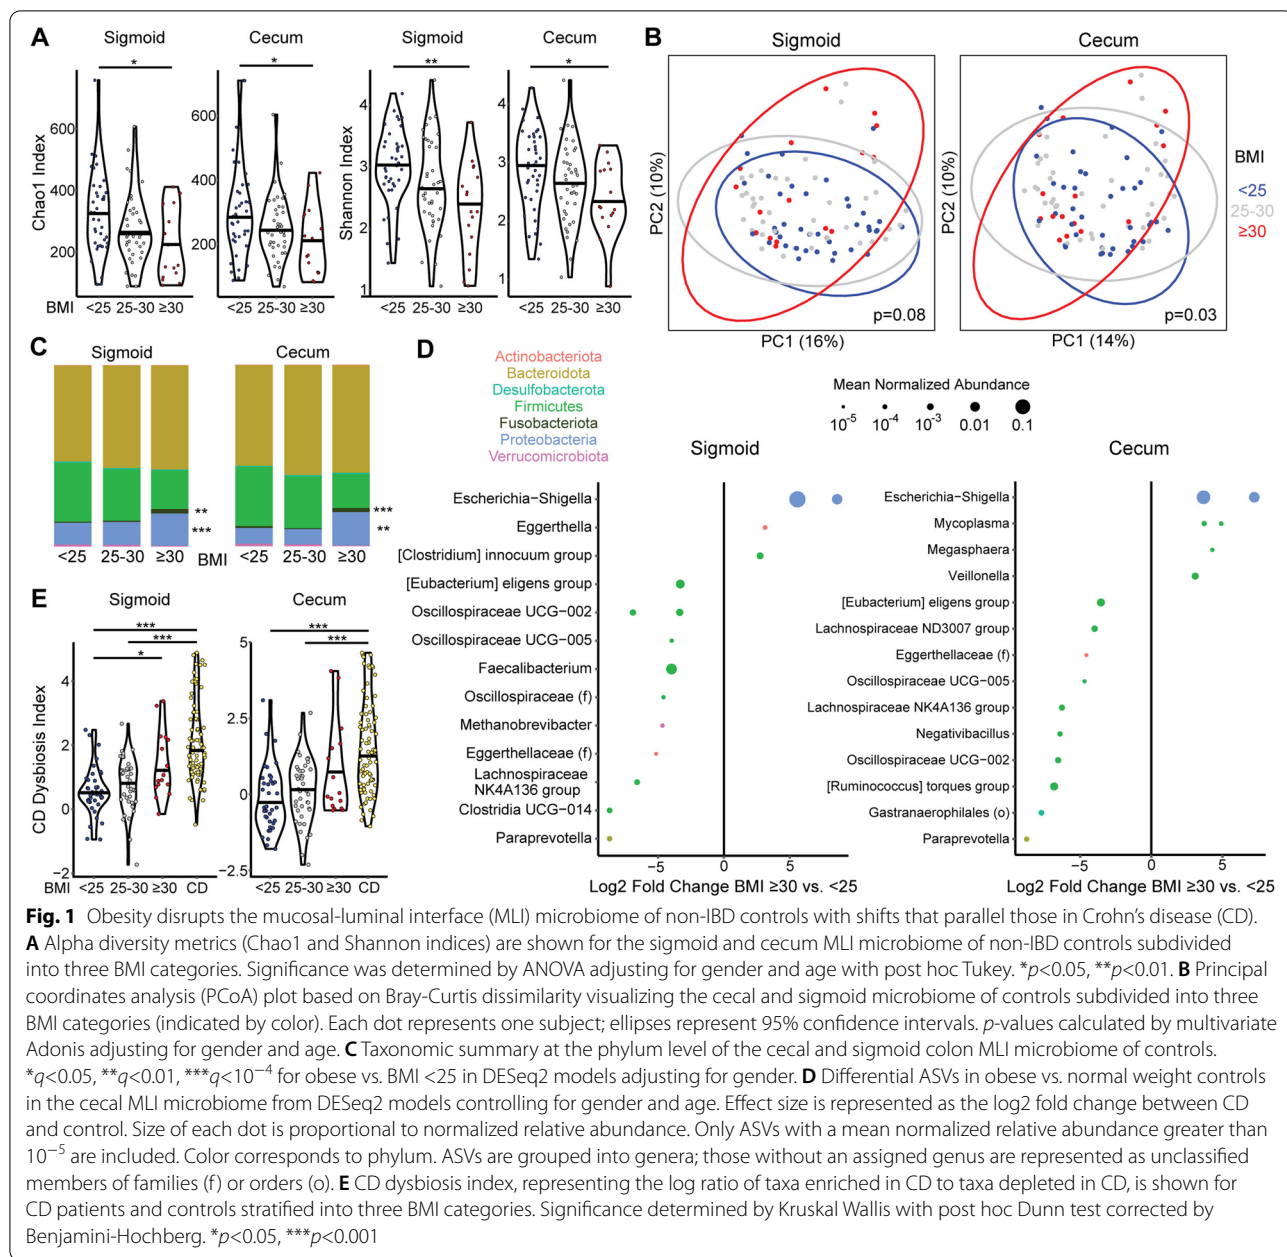 A
Sigmoid
Cecum
Sigmoid
Cecum
*
*
**
*
Chao1 Index
600
400
200
600
400
200
Shannon Index
4
3
2
1
4
3
2
1
BMI <25 25-30 ≥30
<25 25-30 ≥30
<25 25-30 ≥30
<25 25-30 ≥30
B
Sigmoid
Cecum
PC2 (10%)
PC2 (10%)
p=0.08
p=0.03
PC1 (16%)
PC1 (14%)
BMI
<25
25-30
≥30
C
Sigmoid
Cecum
**
***
***
**
<25 25-30 ≥30 BMI <25 25-30 ≥30
D
Actinobacteriota
Bacteroidota
Desulfobacterota
Firmicutes
Fusobacteriota
Proteobacteria
Verrucomicrobiota
Mean Normalized Abundance
10−5 10−4 10−3 0.01 0.1
Sigmoid
Escherichia−Shigella
Eggerthella
[Clostridium] innocuum group
[Eubacterium] eligens group
Oscillospiraceae UCG−002
Oscillospiraceae UCG−005
Faecalibacterium
Oscillospiraceae (f)
Methanobrevibacter
Eggerthellaceae (f)
Lachnospiraceae
NK4A136 group
Clostridia UCG−014
Paraprevotella
−5 0 5
Log2 Fold Change BMI ≥30 vs. <25
Cecum
Escherichia−Shigella
Mycoplasma
Megasphaera
Veillonella
[Eubacterium] eligens group
Lachnospiraceae ND3007 group
Eggerthellaceae (f)
Oscillospiraceae UCG−005
Lachnospiraceae NK4A136 group
Negativibacillus
Oscillospiraceae UCG−002
[Ruminococcus] torques group
Gastranaerophilales (o)
Paraprevotella
−5 0 5
Log2 Fold Change BMI ≥30 vs. <25
E
Sigmoid
Cecum
***
***
*
***
***
CD Dysbiosis Index
4
2
0
−2
5
2.5
0
−2.5
BMI <25 25-30 ≥30 CD
<25 25-30 ≥30 CD
Fig. 1 Obesity disrupts the mucosal-luminal interface (MLI) microbiome of non-IBD controls with shifts that parallel those in Crohn's disease (CD).
A Alpha diversity metrics (Chao1 and Shannon indices) are shown for the sigmoid and cecum MLI microbiome of non-IBD controls subdivided
into three BMI categories. Significance was determined by ANOVA adjusting for gender and age with post hoc Tukey. *p<0.05, **p<0.01. B Principal
coordinates analysis (PCoA) plot based on Bray-Curtis dissimilarity visualizing the cecal and sigmoid microbiome of controls subdivided into three
BMI categories (indicated by color). Each dot represents one subject; ellipses represent 95% confidence intervals. p-values calculated by multivariate
Adonis adjusting for gender and age. C Taxonomic summary at the phylum level of the cecal and sigmoid colon MLI microbiome of controls.
*q<0.05, **q<0.01, ***q<10−4 for obese vs. BMI <25 in DESeq2 models adjusting for gender. D Differential ASVs in obese vs. normal weight controls
in the cecal MLI microbiome from DESeq2 models controlling for gender and age. Effect size is represented as the log2 fold change between CD
and control. Size of each dot is proportional to normalized relative abundance. Only ASVs with a mean normalized relative abundance greater than
10−5 are included. Color corresponds to phylum. ASVs are grouped into genera; those without an assigned genus are represented as unclassified
members of families (f) or orders (o). E CD dysbiosis index, representing the log ratio of taxa enriched in CD to taxa depleted in CD, is shown for
CD patients and controls stratified into three BMI categories. Significance determined by Kruskal Wallis with post hoc Dunn test corrected by
Benjamini-Hochberg. *p<0.05, ***p<0.001